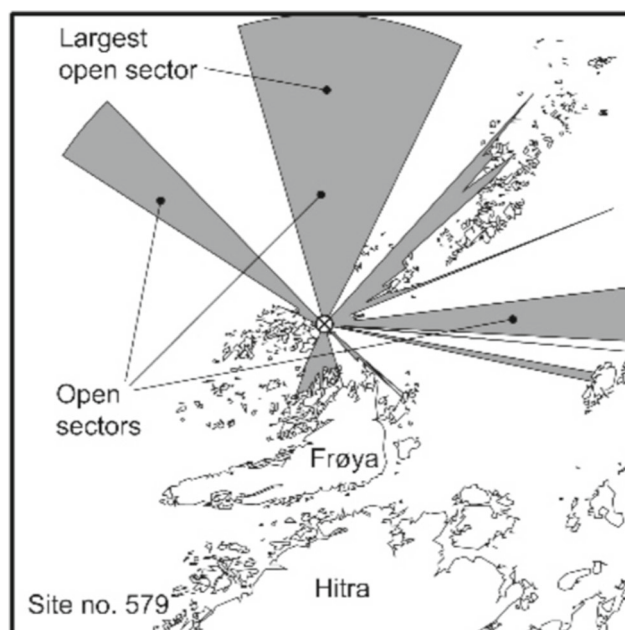 Largest
open sector
Open
sectors
Frøya
Hitra
Site no. 579